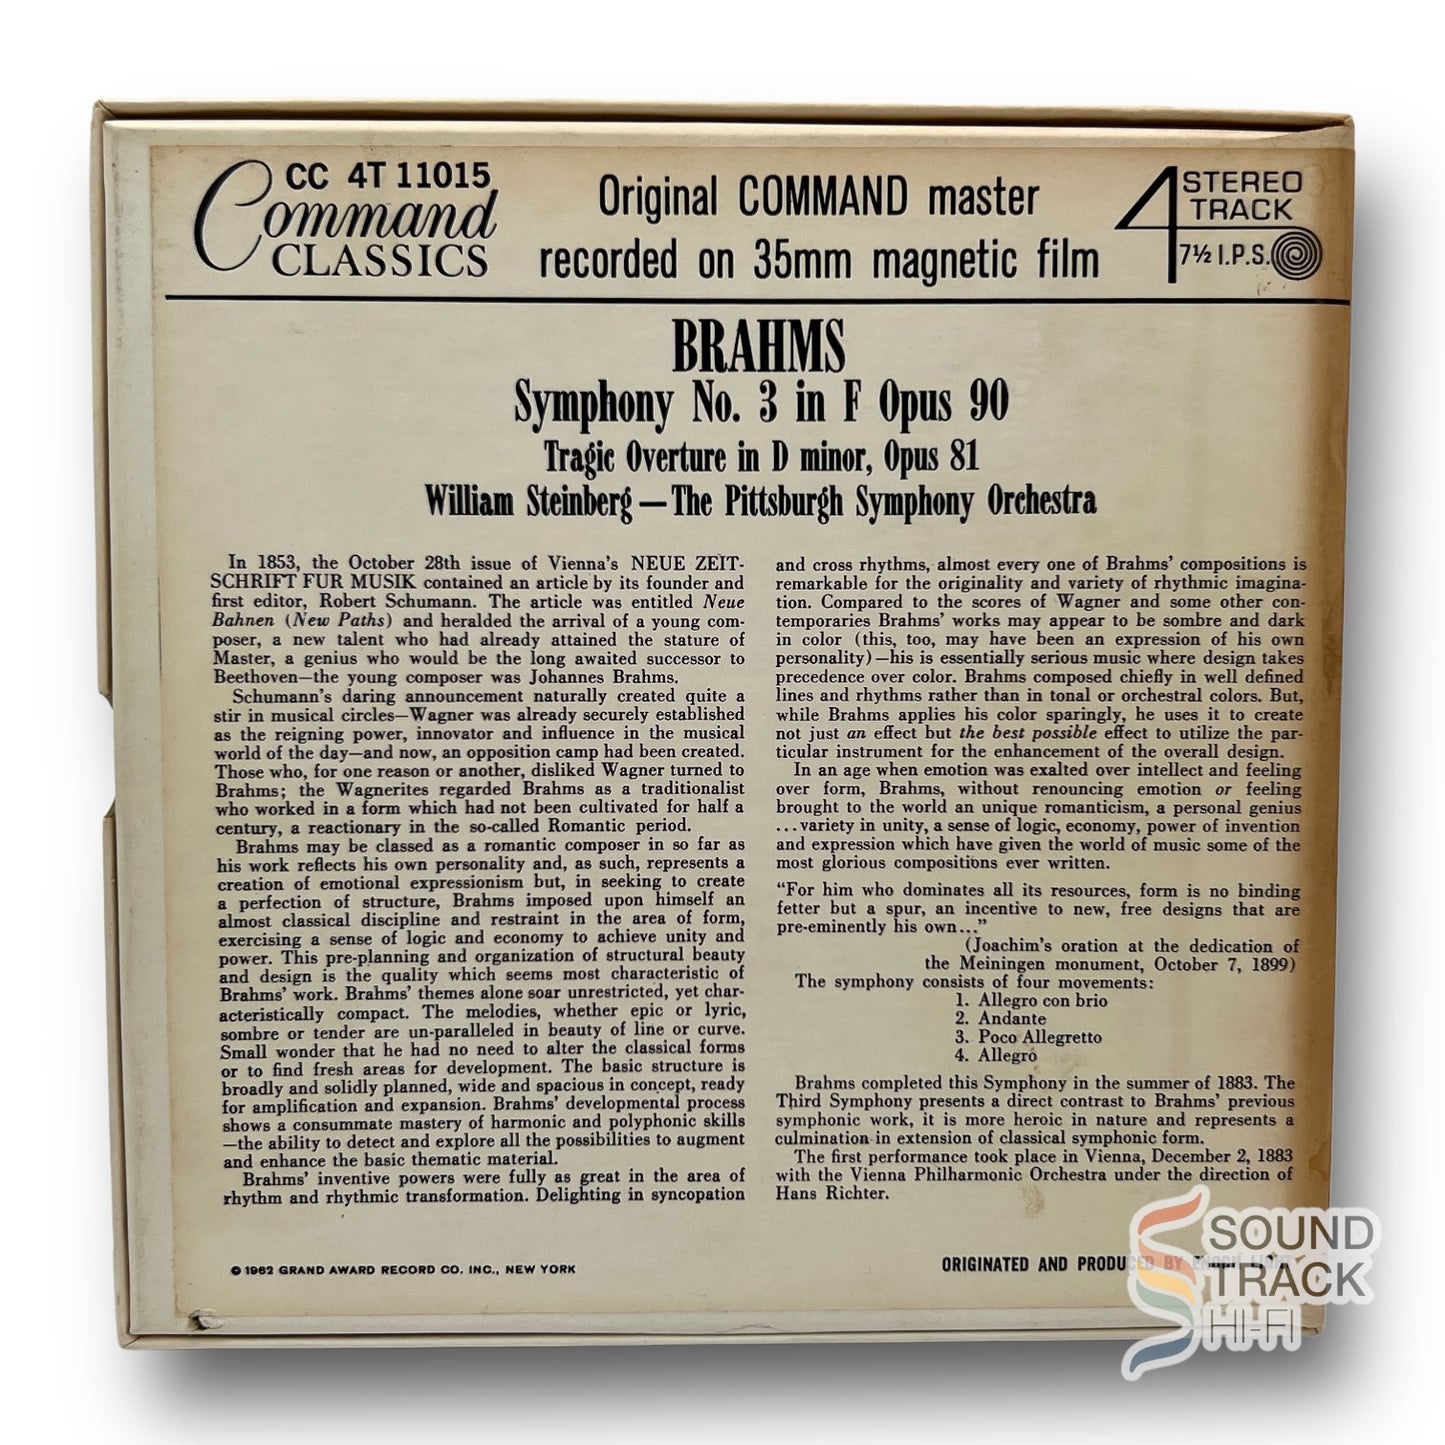 CC 4T 11015
Command
CLASSICS
Original COMMAND master
recorded on 35mm magnetic film
4 STEREO
TRACK
7½ I.P.S.
BRAHMS
Symphony No. 3 in F Opus 90
Tragic Overture in D minor, Opus 81
William Steinberg—The Pittsburgh Symphony Orchestra
In 1853, the October 28th issue of Vienna's NEUE ZEIT-
SCHRIFT FUR MUSIK contained an article by its founder and
first editor, Robert Schumann. The article was entitled Neue
Bahnen (New Paths) and heralded the arrival of a young com-
poser, a new talent who had already attained the stature of
Master, a genius who would be the long awaited successor to
Beethoven—the young composer was Johannes Brahms.
Schumann's daring announcement naturally created quite a
stir in musical circles—Wagner was already securely established
as the reigning power, innovator and influence in the musical
world of the day—and now, an opposition camp had been created.
Those who, for one reason or another, disliked Wagner turned to
Brahms; the Wagnerites regarded Brahms as a traditionalist
who worked in a form which had not been cultivated for half a
century, a reactionary in the so-called Romantic period.
Brahms may be classed as a romantic composer in so far as
his work reflects his own personality and, as such, represents a
creation of emotional expressionism but, in seeking to create
a perfection of structure, Brahms imposed upon himself an
almost classical discipline and restraint in the area of form,
exercising a sense of logic and economy to achieve unity and
power. This pre-planning and organization of structural beauty
and design is the quality which seems most characteristic of
Brahms' work. Brahms' themes alone soar unrestricted, yet char-
acteristically compact. The melodies, whether epic or lyric,
sombre or tender are un-paralleled in beauty of line or curve.
Small wonder that he had no need to alter the classical forms
or to find fresh areas for development. The basic structure is
broadly and solidly planned, wide and spacious in concept, ready
for amplification and expansion. Brahms' developmental process
shows a consummate mastery of harmonic and polyphonic skills
—the ability to detect and explore all the possibilities to augment
and enhance the basic thematic material.
Brahms' inventive powers were fully as great in the area of
rhythm and rhythmic transformation. Delighting in syncopation
and cross rhythms, almost every one of Brahms' compositions is
remarkable for the originality and variety of rhythmic imagina-
tion. Compared to the scores of Wagner and some other con-
temporaries Brahms' works may appear to be sombre and dark
in color (this, too, may have been an expression of his own
personality)—his is essentially serious music where design takes
precedence over color. Brahms composed chiefly in well defined
lines and rhythms rather than in tonal or orchestral colors. But,
while Brahms applies his color sparingly, he uses it to create
not just an effect but the best possible effect to utilize the par-
ticular instrument for the enhancement of the overall design.
In an age when emotion was exalted over intellect and feeling
over form, Brahms, without renouncing emotion or feeling
brought to the world an unique romanticism, a personal genius
...variety in unity, a sense of logic, economy, power of invention
and expression which have given the world of music some of the
most glorious compositions ever written.
"For him who dominates all its resources, form is no binding
fetter but a spur, an incentive to new, free designs that are
pre-eminently his own..."
(Joachim's oration at the dedication of
the Meiningen monument, October 7, 1899)
The symphony consists of four movements:
1. Allegro con brio
2. Andante
3. Poco Allegretto
4. Allegro
Brahms completed this Symphony in the summer of 1883. The
Third Symphony presents a direct contrast to Brahms' previous
symphonic work, it is more heroic in nature and represents a
culmination in extension of classical symphonic form.
The first performance took place in Vienna, December 2, 1883
with the Vienna Philharmonic Orchestra under the direction of
Hans Richter.
© 1962 GRAND AWARD RECORD CO. INC., NEW YORK
ORIGINATED AND PRODUCED BY
SOUND
TRACK
HI-FI